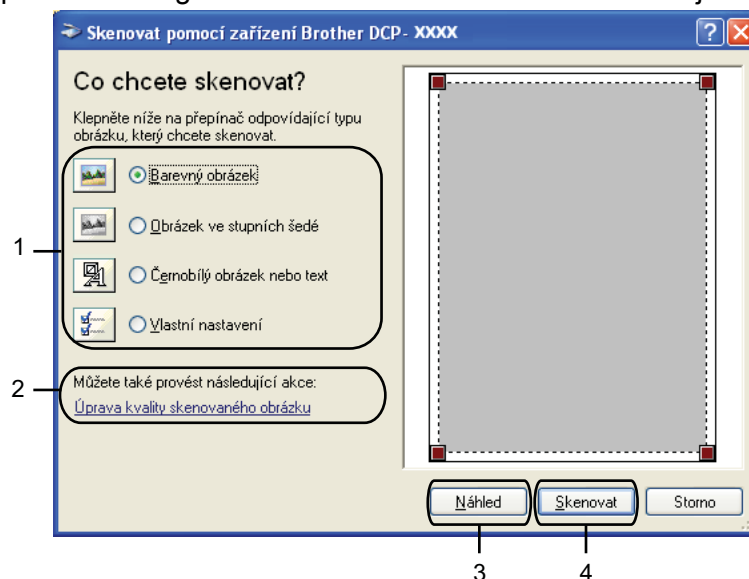 Skenovat pomocí zařízení Brother DCP- XXXX
Co chcete skenovat?
Klepněte níže na přepínač odpovídající typu
obrázku, který chcete skenovat.
Barevný obrázek
Obrázek ve stupních šedé
1
Černobílý obrázek nebo text
Vlastní nastavení
2
Můžete také provést následující akce:
Úprava kvality skenovaného obrázku
Náhled
Skenovat
Storno
3
4